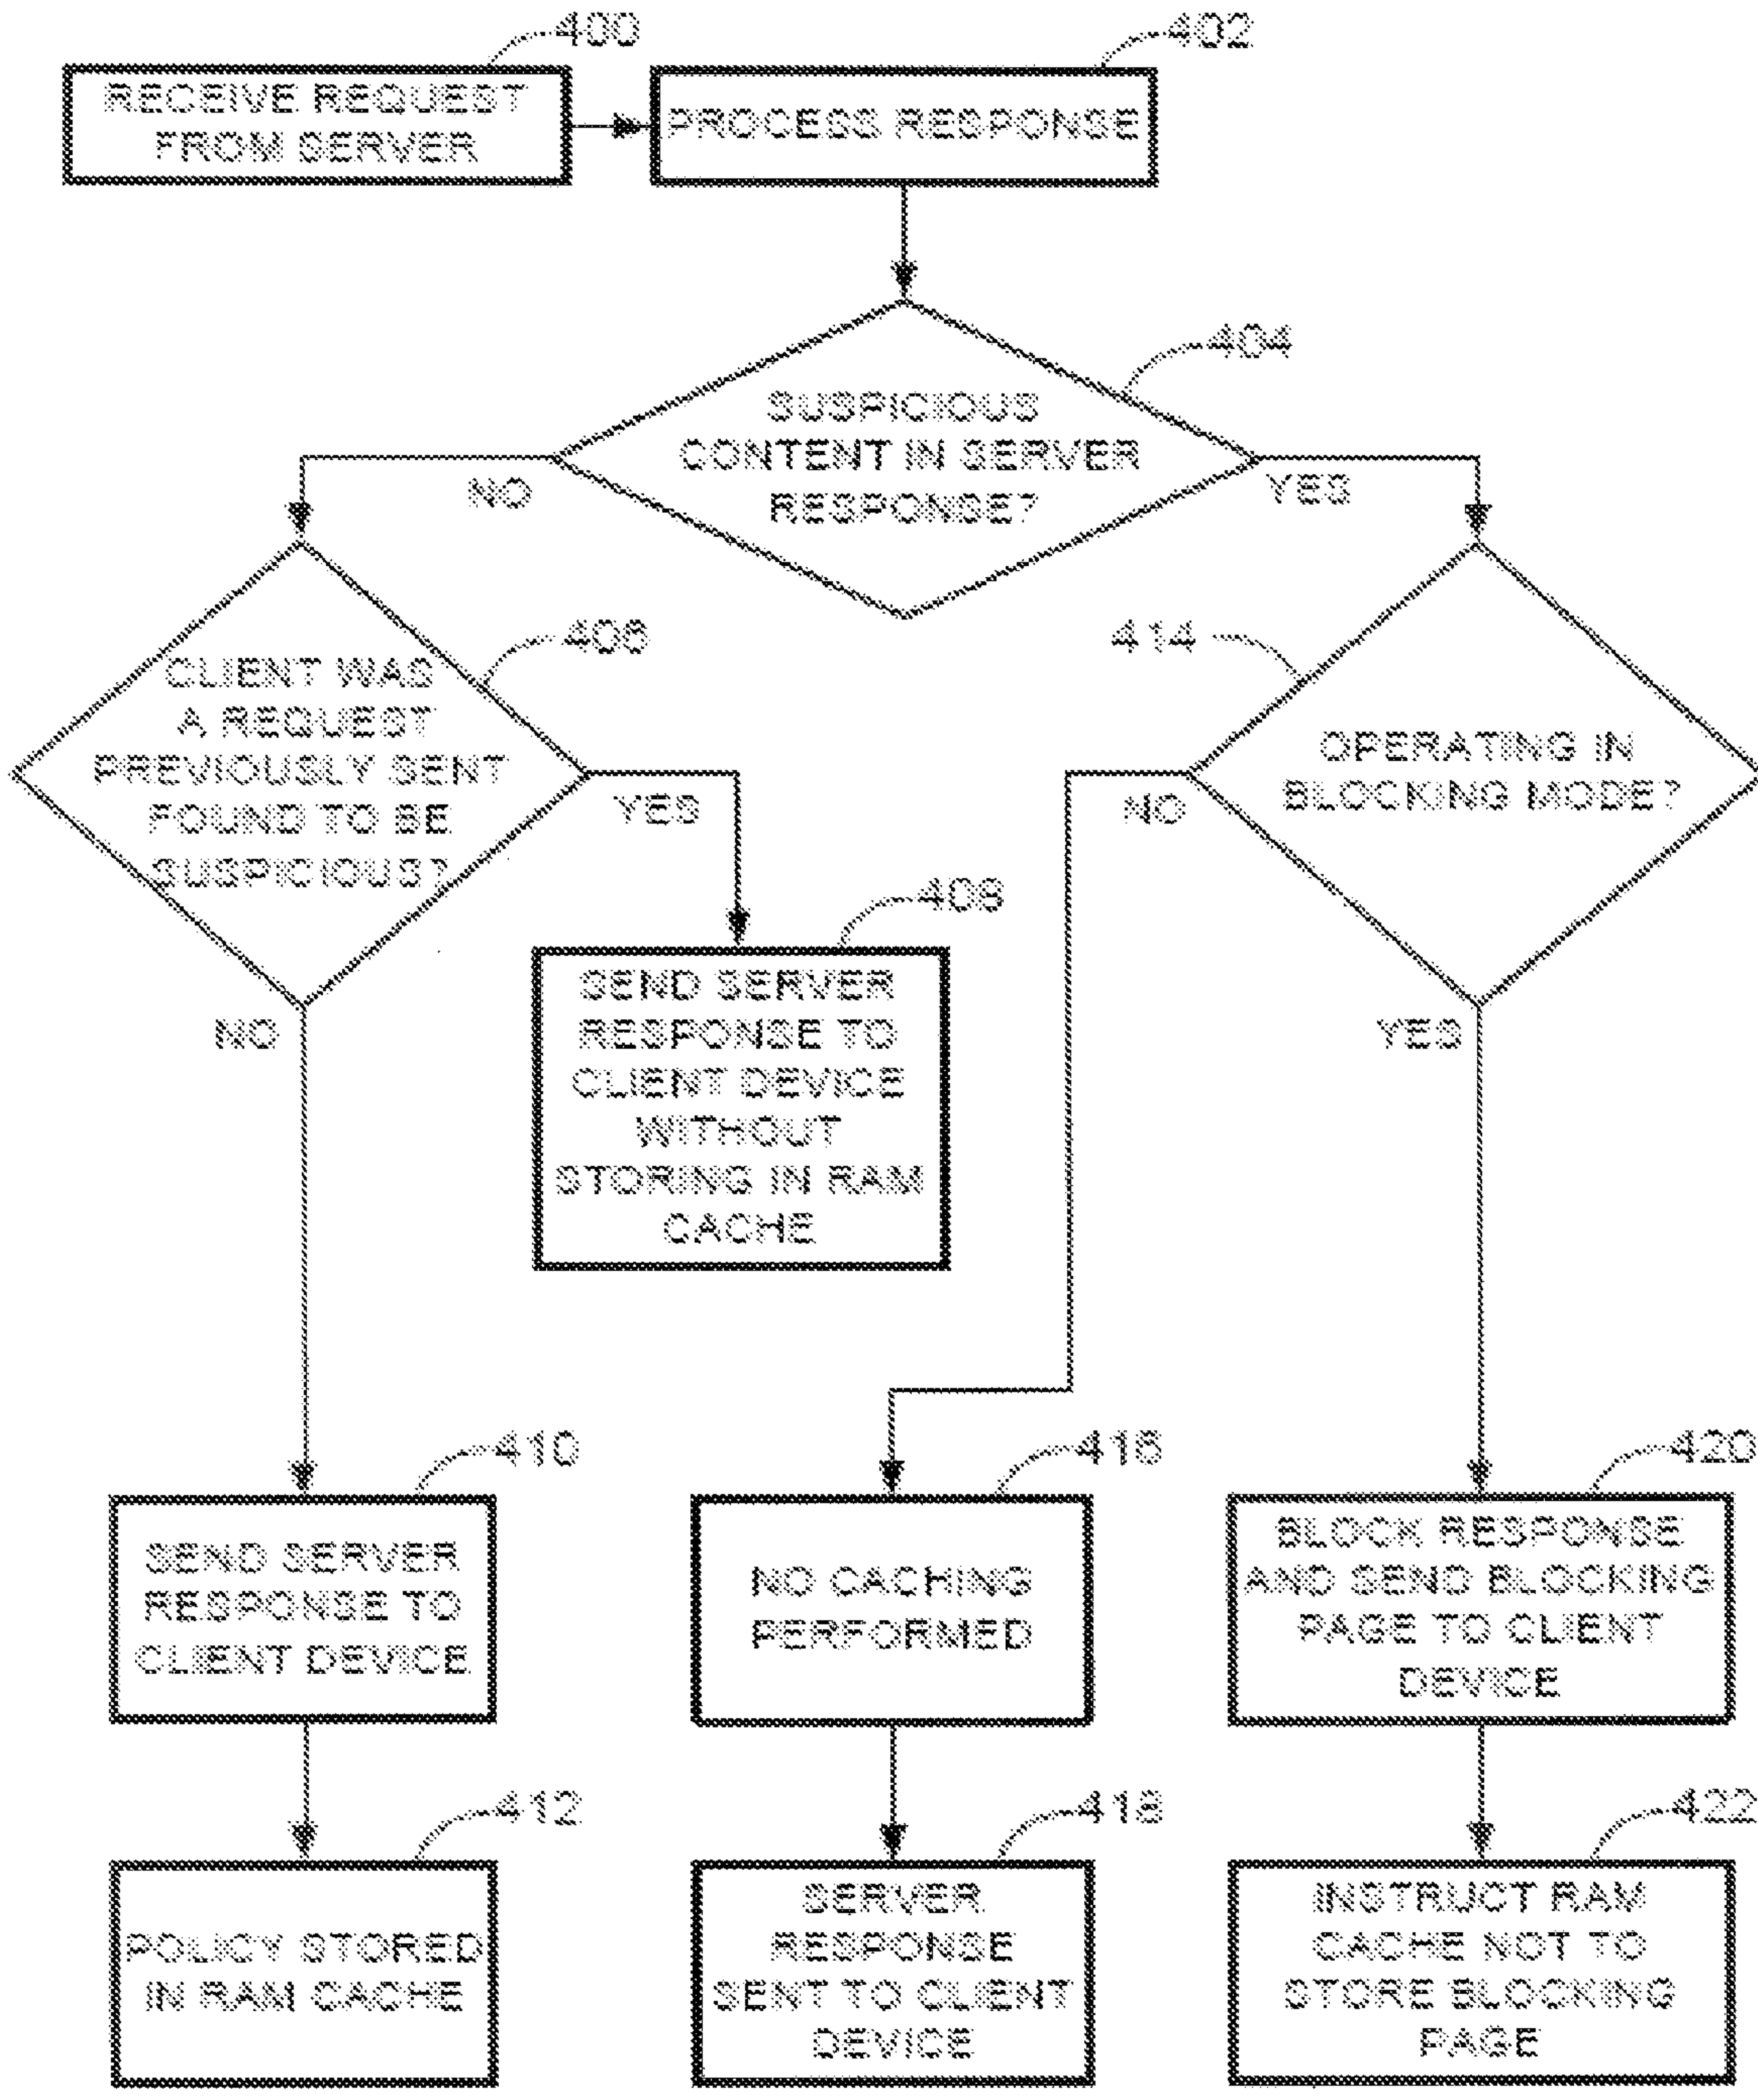 400
RECEIVE REQUEST
FROM SERVER
402
PROCESS RESPONSE
404
SUSPICIOUS
CONTENT IN SERVER
RESPONSE?
NO
YES
406
CLIENT WAS
A REQUEST
PREVIOUSLY SENT
FOUND TO BE
SUSPICIOUS?
YES
NO
414
OPERATING IN
BLOCKING MODE?
NO
YES
408
SEND SERVER
RESPONSE TO
CLIENT DEVICE
WITHOUT
STORING IN RAM
CACHE
410
SEND SERVER
RESPONSE TO
CLIENT DEVICE
416
NO CACHING
PERFORMED
420
BLOCK RESPONSE
AND SEND BLOCKING
PAGE TO CLIENT
DEVICE
412
POLICY STORED
IN RAM CACHE
418
SERVER
RESPONSE
SENT TO CLIENT
DEVICE
422
INSTRUCT RAM
CACHE NOT TO
STORE BLOCKING
PAGE